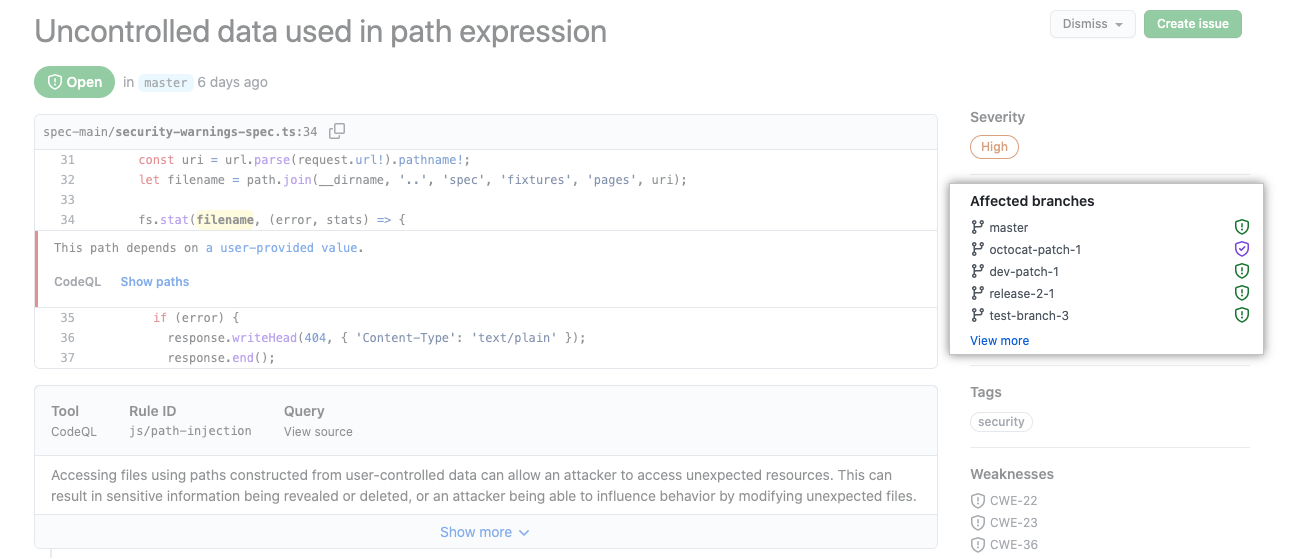 Uncontrolled data used in path expression
Dismiss
Create issue
Open in master 6 days ago
spec-main/security-warnings-spec.ts:34
31 const uri = url.parse(request.url!).pathname!;
32 let filename = path.join(__dirname, '..', 'spec', 'fixtures', 'pages', uri);
33
34 fs.stat(filename, (error, stats) => {
This path depends on a user-provided value.
CodeQL Show paths
35 if (error) {
36 response.writeHead(404, { 'Content-Type': 'text/plain' });
37 response.end();
Tool Rule ID Query
CodeQL js/path-injection View source
Accessing files using paths constructed from user-controlled data can allow an attacker to access unexpected resources. This can
result in sensitive information being revealed or deleted, or an attacker being able to influence behavior by modifying unexpected files.
Show more
Severity
High
Affected branches
master
octocat-patch-1
dev-patch-1
release-2-1
test-branch-3
View more
Tags
security
Weaknesses
CWE-22
CWE-23
CWE-36